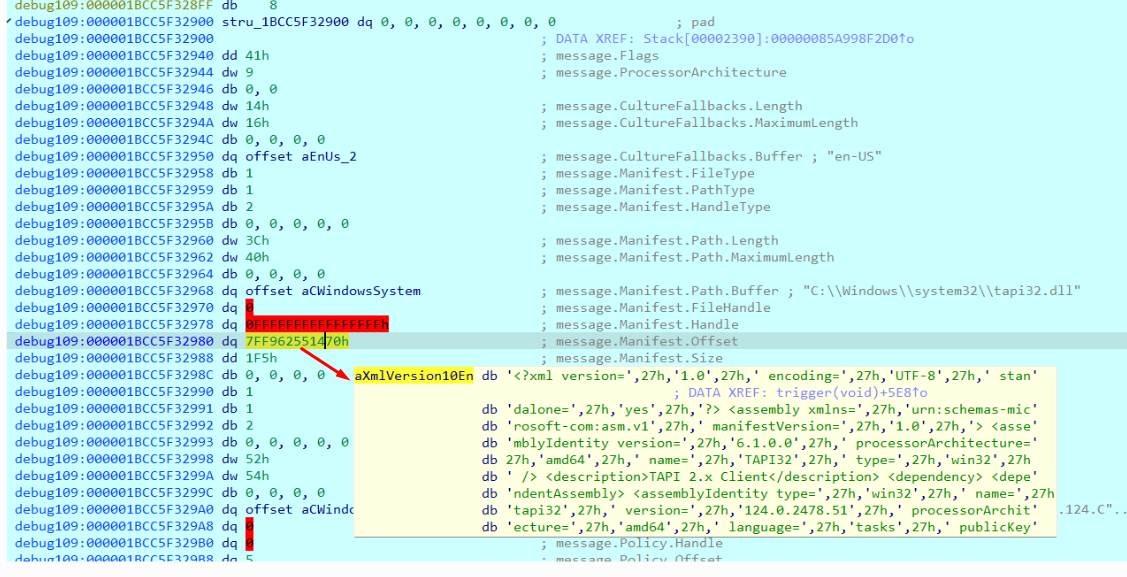 debug109:000001BCC5F328FF db    8
debug109:000001BCC5F32900 stru_1BCC5F32900 dq 0, 0, 0, 0, 0, 0, 0, 0               ; pad
debug109:000001BCC5F32900                                         ; DATA XREF: Stack[00002390]:00000085A998F2D0↑o
debug109:000001BCC5F32940 dd 41h                                  ; message.Flags
debug109:000001BCC5F32944 dw 9                                    ; message.ProcessorArchitecture
debug109:000001BCC5F32946 db 0, 0
debug109:000001BCC5F32948 dw 14h                                  ; message.CultureFallbacks.Length
debug109:000001BCC5F3294A dw 16h                                  ; message.CultureFallbacks.MaximumLength
debug109:000001BCC5F3294C db 0, 0, 0, 0
debug109:000001BCC5F32950 dq offset aEnUs_2                       ; message.CultureFallbacks.Buffer ; "en-US"
debug109:000001BCC5F32958 db 1                                    ; message.Manifest.FileType
debug109:000001BCC5F32959 db 1                                    ; message.Manifest.PathType
debug109:000001BCC5F3295A db 2                                    ; message.Manifest.HandleType
debug109:000001BCC5F3295B db 0, 0, 0, 0, 0
debug109:000001BCC5F32960 dw 3Ch                                  ; message.Manifest.Path.Length
debug109:000001BCC5F32962 dw 40h                                  ; message.Manifest.Path.MaximumLength
debug109:000001BCC5F32964 db 0, 0, 0, 0
debug109:000001BCC5F32968 dq offset aCWindowsSystem               ; message.Manifest.Path.Buffer ; "C:\\Windows\\system32\\tapi32.dll"
debug109:000001BCC5F32970 dq 0                                    ; message.Manifest.FileHandle
debug109:000001BCC5F32978 dq 0FFFFFFFFFFFFFFFFh                   ; message.Manifest.Handle
debug109:000001BCC5F32980 dq 7FF962551470h                        ; message.Manifest.Offset
debug109:000001BCC5F32988 dd 1F5h                                 ; message.Manifest.Size
debug109:000001BCC5F3298C db 0, 0, 0, 0    aXmlVersion10En db '<?xml version=',27h,'1.0',27h,' encoding=',27h,'UTF-8',27h,' stan'
debug109:000001BCC5F32990 db 1    ; DATA XREF: trigger(void)+5E8↑o
debug109:000001BCC5F32991 db 1    db 'dalone=',27h,'yes',27h,'?> <assembly xmlns=',27h,'urn:schemas-mic'
debug109:000001BCC5F32992 db 2    db 'rosoft-com:asm.v1',27h,' manifestVersion=',27h,'1.0',27h,'> <asse'
debug109:000001BCC5F32993 db 0, 0, 0, 0, 0    db 'mblyIdentity version=',27h,'6.1.0.0',27h,' processorArchitecture='
debug109:000001BCC5F32998 dw 52h    db 27h,'amd64',27h,' name=',27h,'TAPI32',27h,' type=',27h,'win32',27h
debug109:000001BCC5F3299A dw 54h    db ' /> <description>TAPI 2.x Client</description> <dependency> <depe'
debug109:000001BCC5F3299C db 0, 0, 0, 0    db 'ndentAssembly> <assemblyIdentity type=',27h,'win32',27h,' name=',27h
debug109:000001BCC5F329A0 dq offset aCWindo    db 'tapi32',27h,' version=',27h,'124.0.2478.51',27h,' processorArchit'    .124.C"..
debug109:000001BCC5F329A8 dq 0    db 'ecture=',27h,'amd64',27h,' language=',27h,'tasks',27h,' publicKey'
debug109:000001BCC5F329B0 dq 0                                    ; message.Policy.Handle
debug109:000001BCC5F329B8 dq 5                                    ; message.Policy.Offset